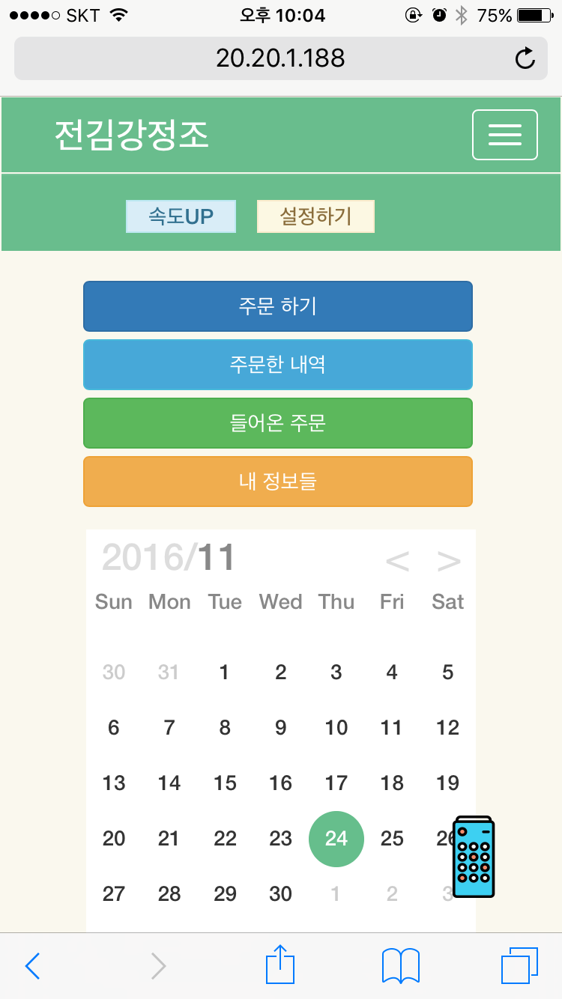 SKT 오후 10:04 75%
20.20.1.188
전김강정조
속도UP 설정하기
주문 하기
주문한 내역
들어온 주문
내 정보들
2016/11 < >
Sun Mon Tue Wed Thu Fri Sat
30 31 1 2 3 4 5
6 7 8 9 10 11 12
13 14 15 16 17 18 19
20 21 22 23 24 25 26
27 28 29 30 1 2 3